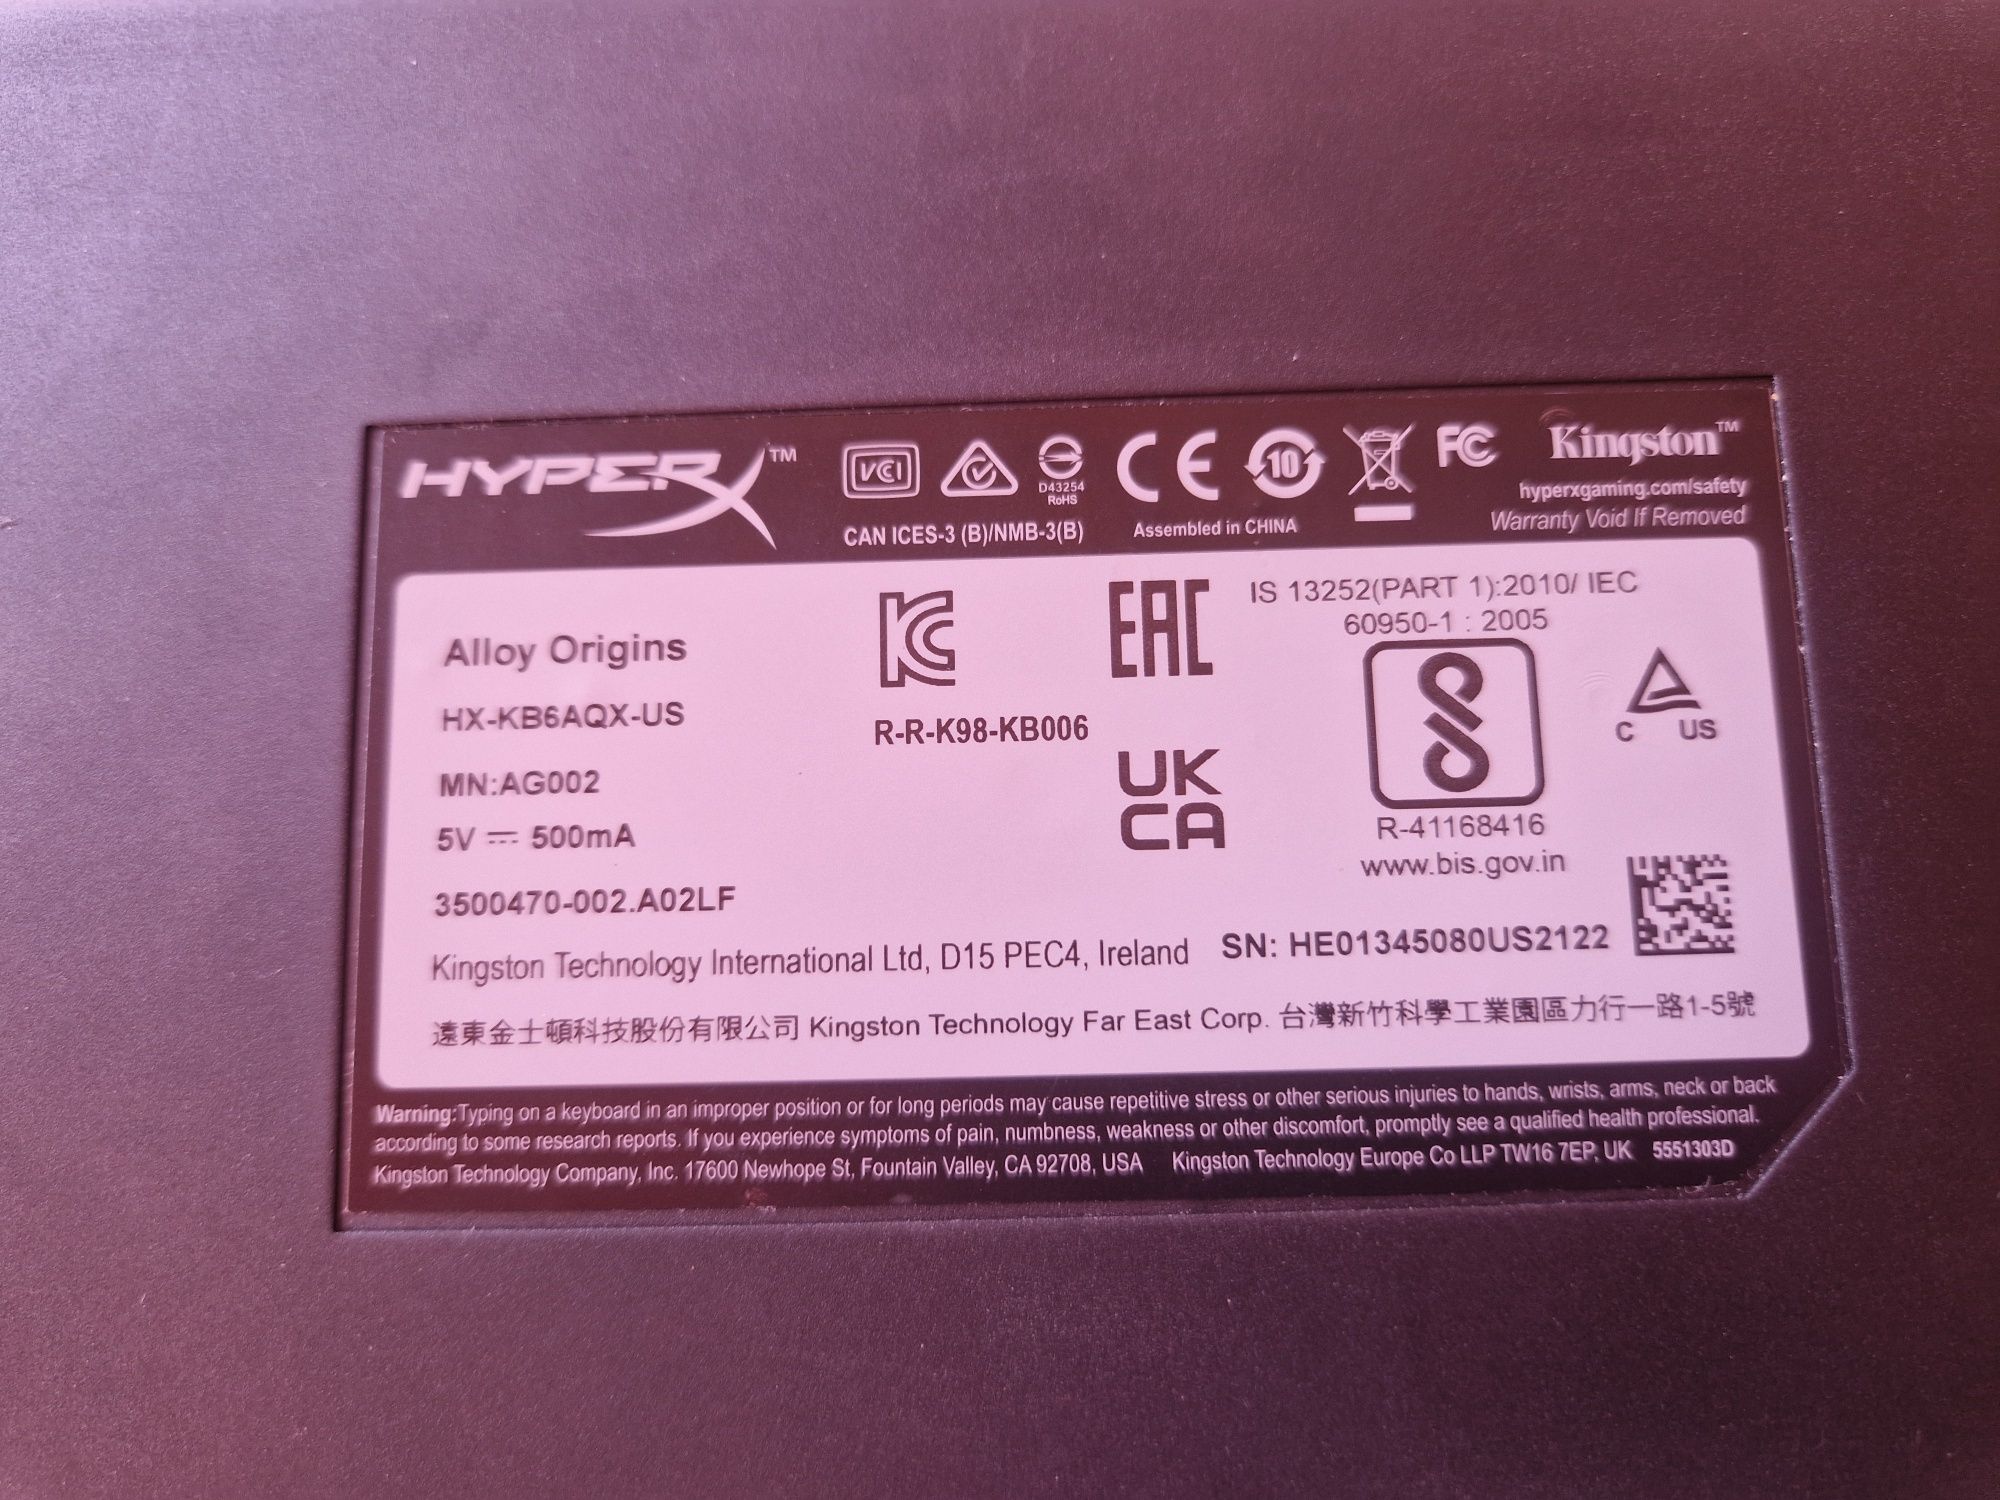 HYPERX™
VCI
D43254
RoHS
CE
10
FC
Kingston™
hyperxgaming.com/safety
Warranty Void If Removed
CAN ICES-3 (B)/NMB-3(B)
Assembled in CHINA
Alloy Origins
HX-KB6AQX-US
MN:AG002
5V ⎓ 500mA
3500470-002.A02LF
KC
R-R-K98-KB006
EAC
UK
CA
IS 13252(PART 1):2010/ IEC
60950-1 : 2005
R-41168416
www.bis.gov.in
C US
Kingston Technology International Ltd, D15 PEC4, Ireland
SN: HE01345080US2122
遠東金士頓科技股份有限公司 Kingston Technology Far East Corp. 台灣新竹科學工業園區力行一路1-5號
Warning:Typing on a keyboard in an improper position or for long periods may cause repetitive stress or other serious injuries to hands, wrists, arms, neck or back
according to some research reports. If you experience symptoms of pain, numbness, weakness or other discomfort, promptly see a qualified health professional.
Kingston Technology Company, Inc. 17600 Newhope St, Fountain Valley, CA 92708, USA Kingston Technology Europe Co LLP TW16 7EP, UK 5551303D